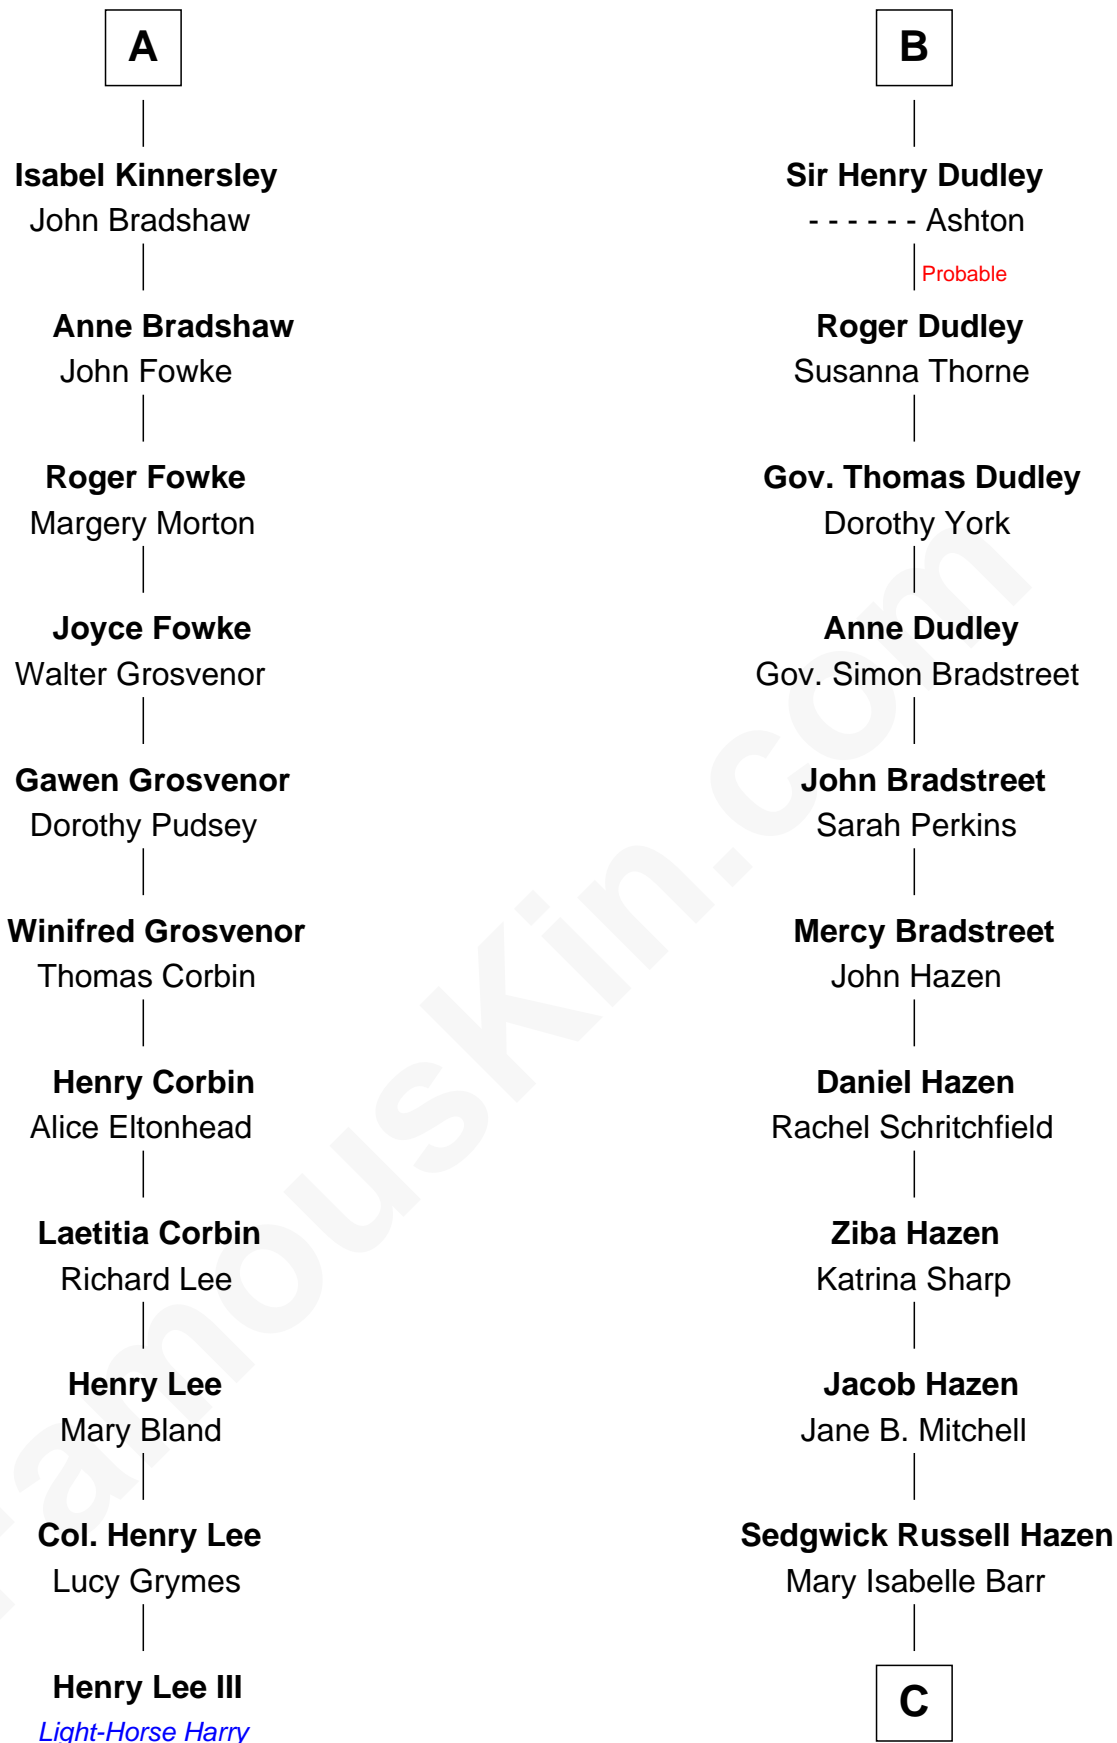 A
Isabel Kinnersley
John Bradshaw
Anne Bradshaw
John Fowke
Roger Fowke
Margery Morton
Joyce Fowke
Walter Grosvenor
Gawen Grosvenor
Dorothy Pudsey
Winifred Grosvenor
Thomas Corbin
Henry Corbin
Alice Eltonhead
Laetitia Corbin
Richard Lee
Henry Lee
Mary Bland
Col. Henry Lee
Lucy Grymes
Henry Lee III
Light-Horse Harry
B
Sir Henry Dudley
- - - - - - Ashton
Probable
Roger Dudley
Susanna Thorne
Gov. Thomas Dudley
Dorothy York
Anne Dudley
Gov. Simon Bradstreet
John Bradstreet
Sarah Perkins
Mercy Bradstreet
John Hazen
Daniel Hazen
Rachel Schritchfield
Ziba Hazen
Katrina Sharp
Jacob Hazen
Jane B. Mitchell
Sedgwick Russell Hazen
Mary Isabelle Barr
C
FamousKin.com